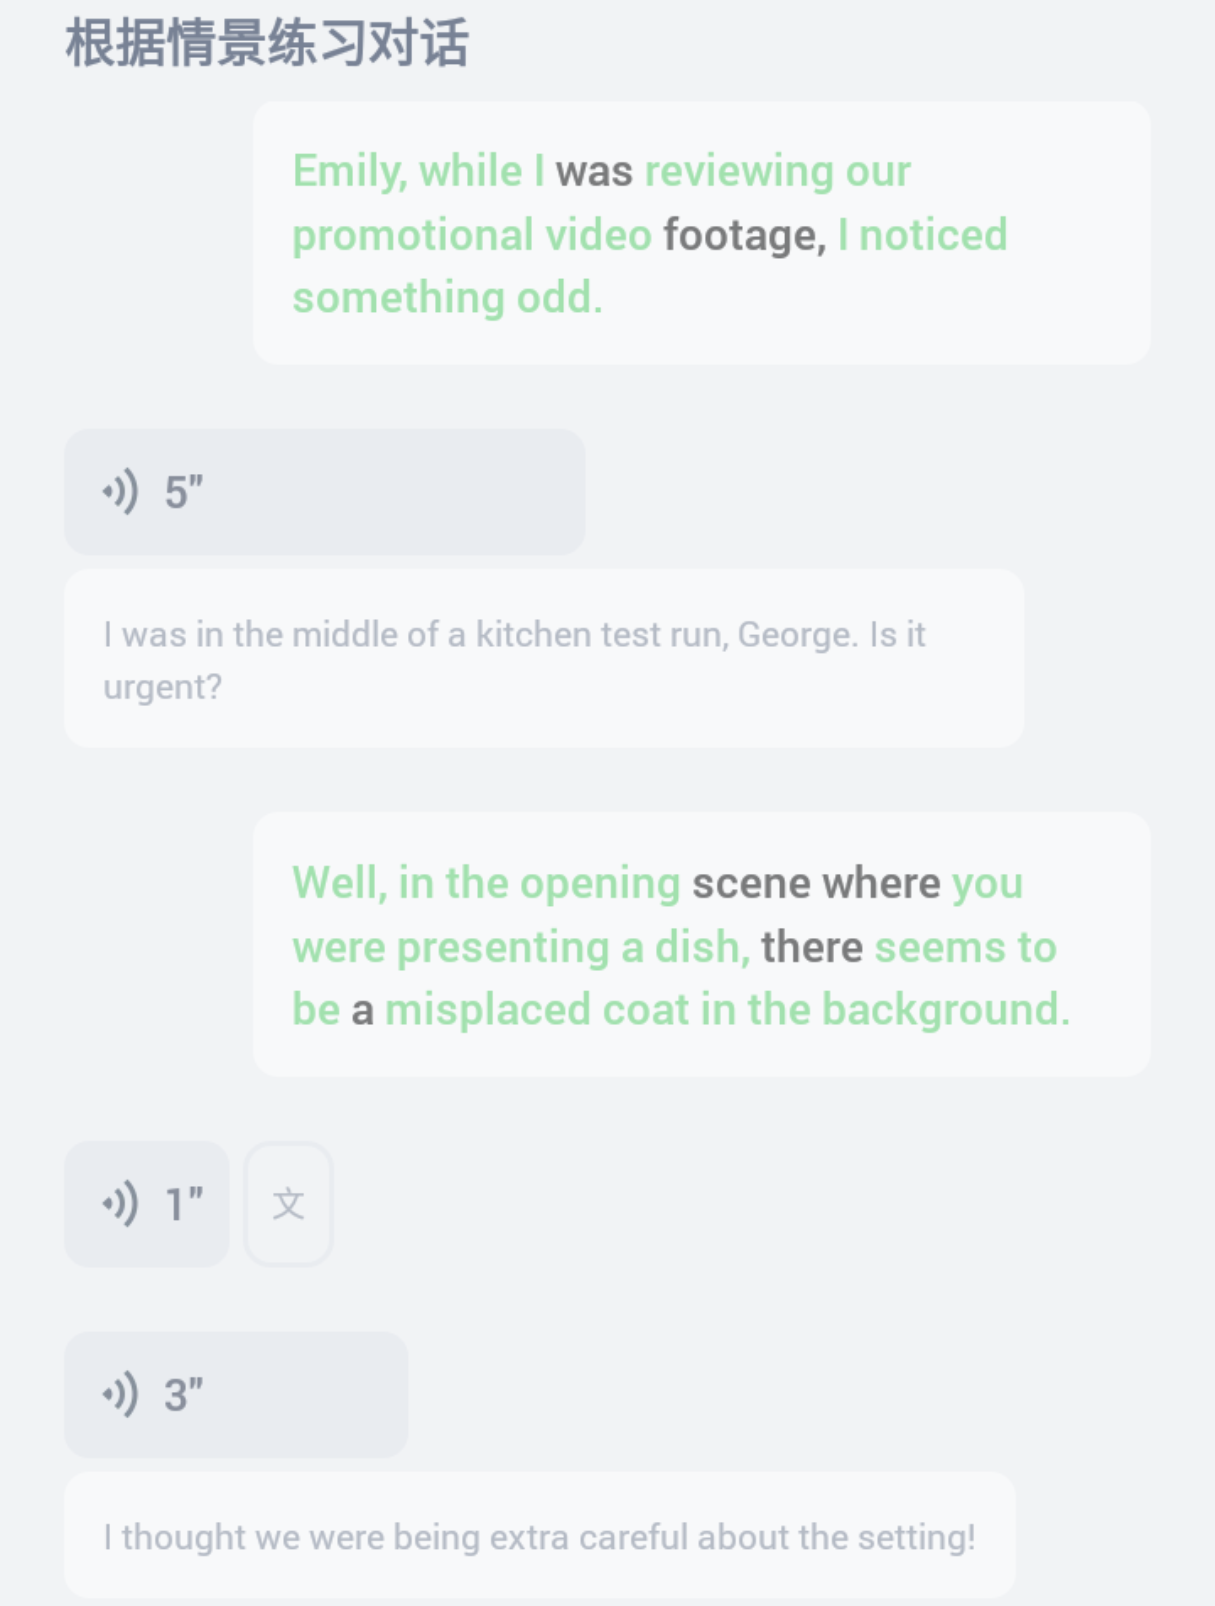 根据情景练习对话
Emily, while I was reviewing our
promotional video footage, I noticed
something odd.
5"
I was in the middle of a kitchen test run, George. Is it
urgent?
Well, in the opening scene where you
were presenting a dish, there seems to
be a misplaced coat in the background.
1" 文
3"
I thought we were being extra careful about the setting!